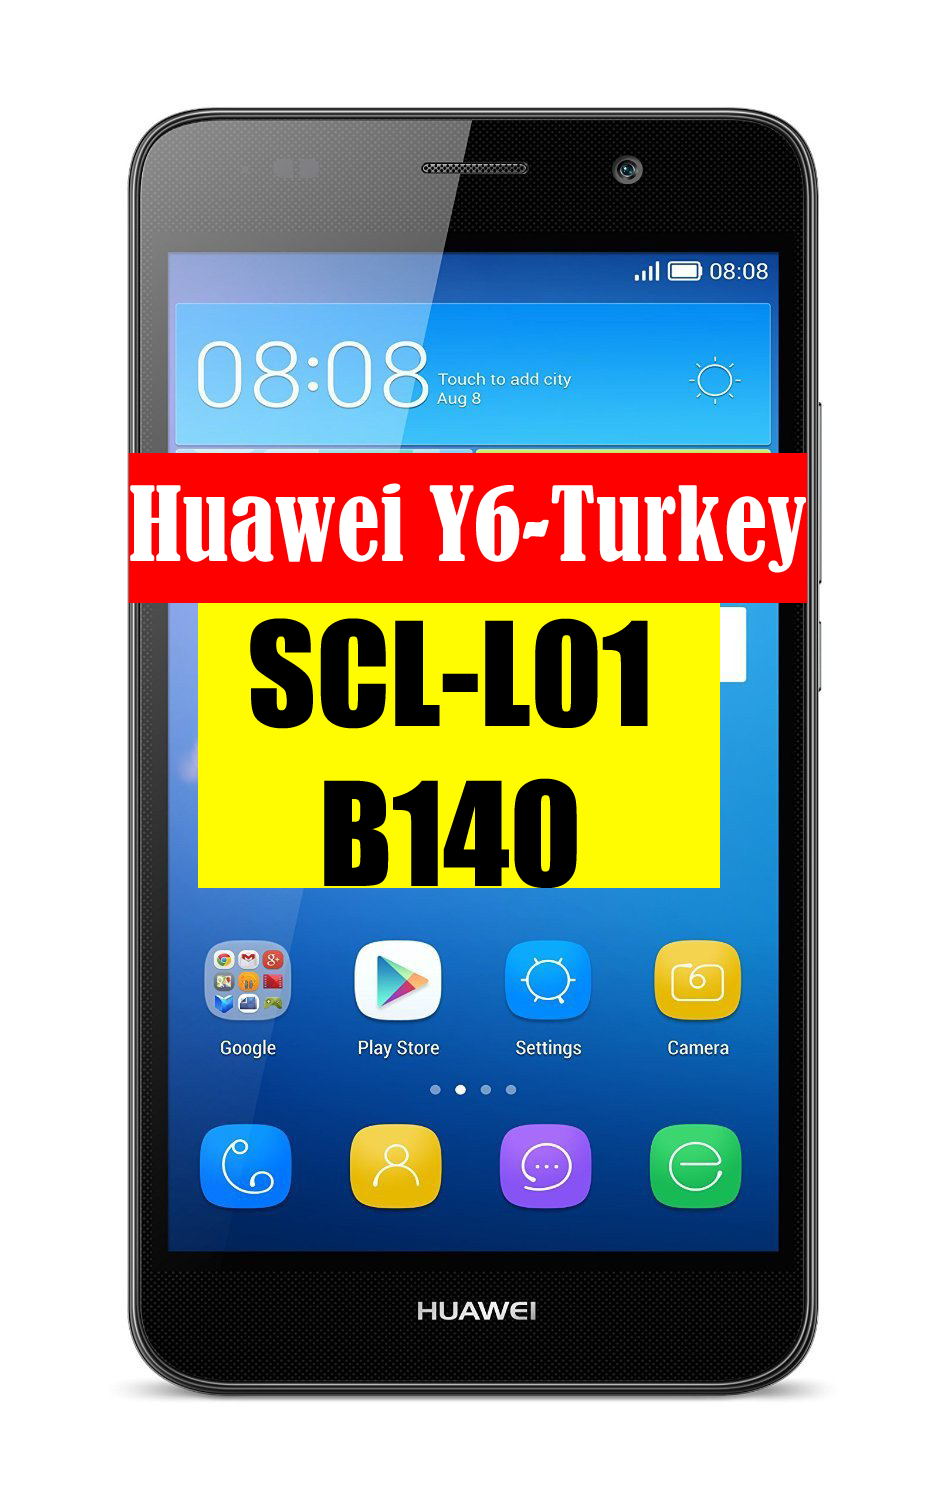 08:08
08:08
Touch to add city
Aug 8
Huawei Y6-Turkey
SCL-L01
B140
Google
Play Store
Settings
Camera
HUAWEI